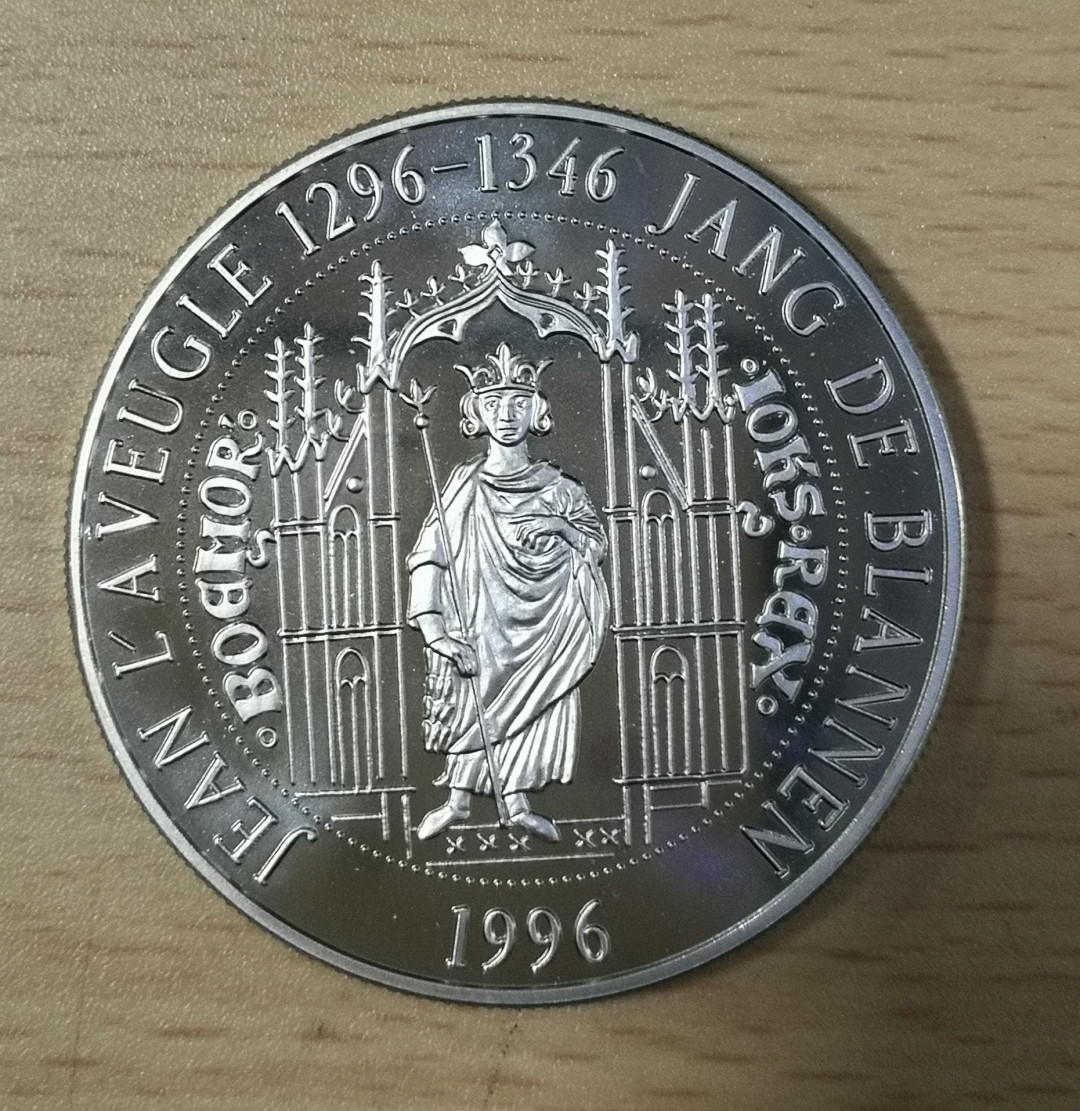 JEAN L'AVEUGLE 1296-1346 JANG DE BLANNEN
BOEMOR
IOHS REX
1996